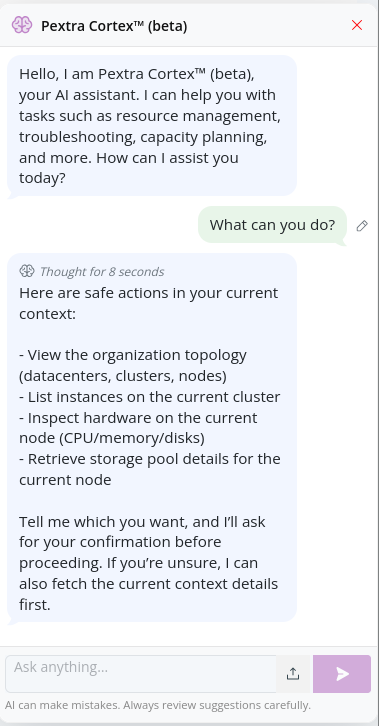 Pextra Cortex™ (beta)
Hello, I am Pextra Cortex™ (beta),
your AI assistant. I can help you with
tasks such as resource management,
troubleshooting, capacity planning,
and more. How can I assist you
today?
What can you do?
Thought for 8 seconds
Here are safe actions in your current
context:
- View the organization topology
(datacenters, clusters, nodes)
- List instances on the current cluster
- Inspect hardware on the current
node (CPU/memory/disks)
- Retrieve storage pool details for the
current node
Tell me which you want, and I’ll ask
for your confirmation before
proceeding. If you’re unsure, I can
also fetch the current context details
first.
Ask anything...
AI can make mistakes. Always review suggestions carefully.